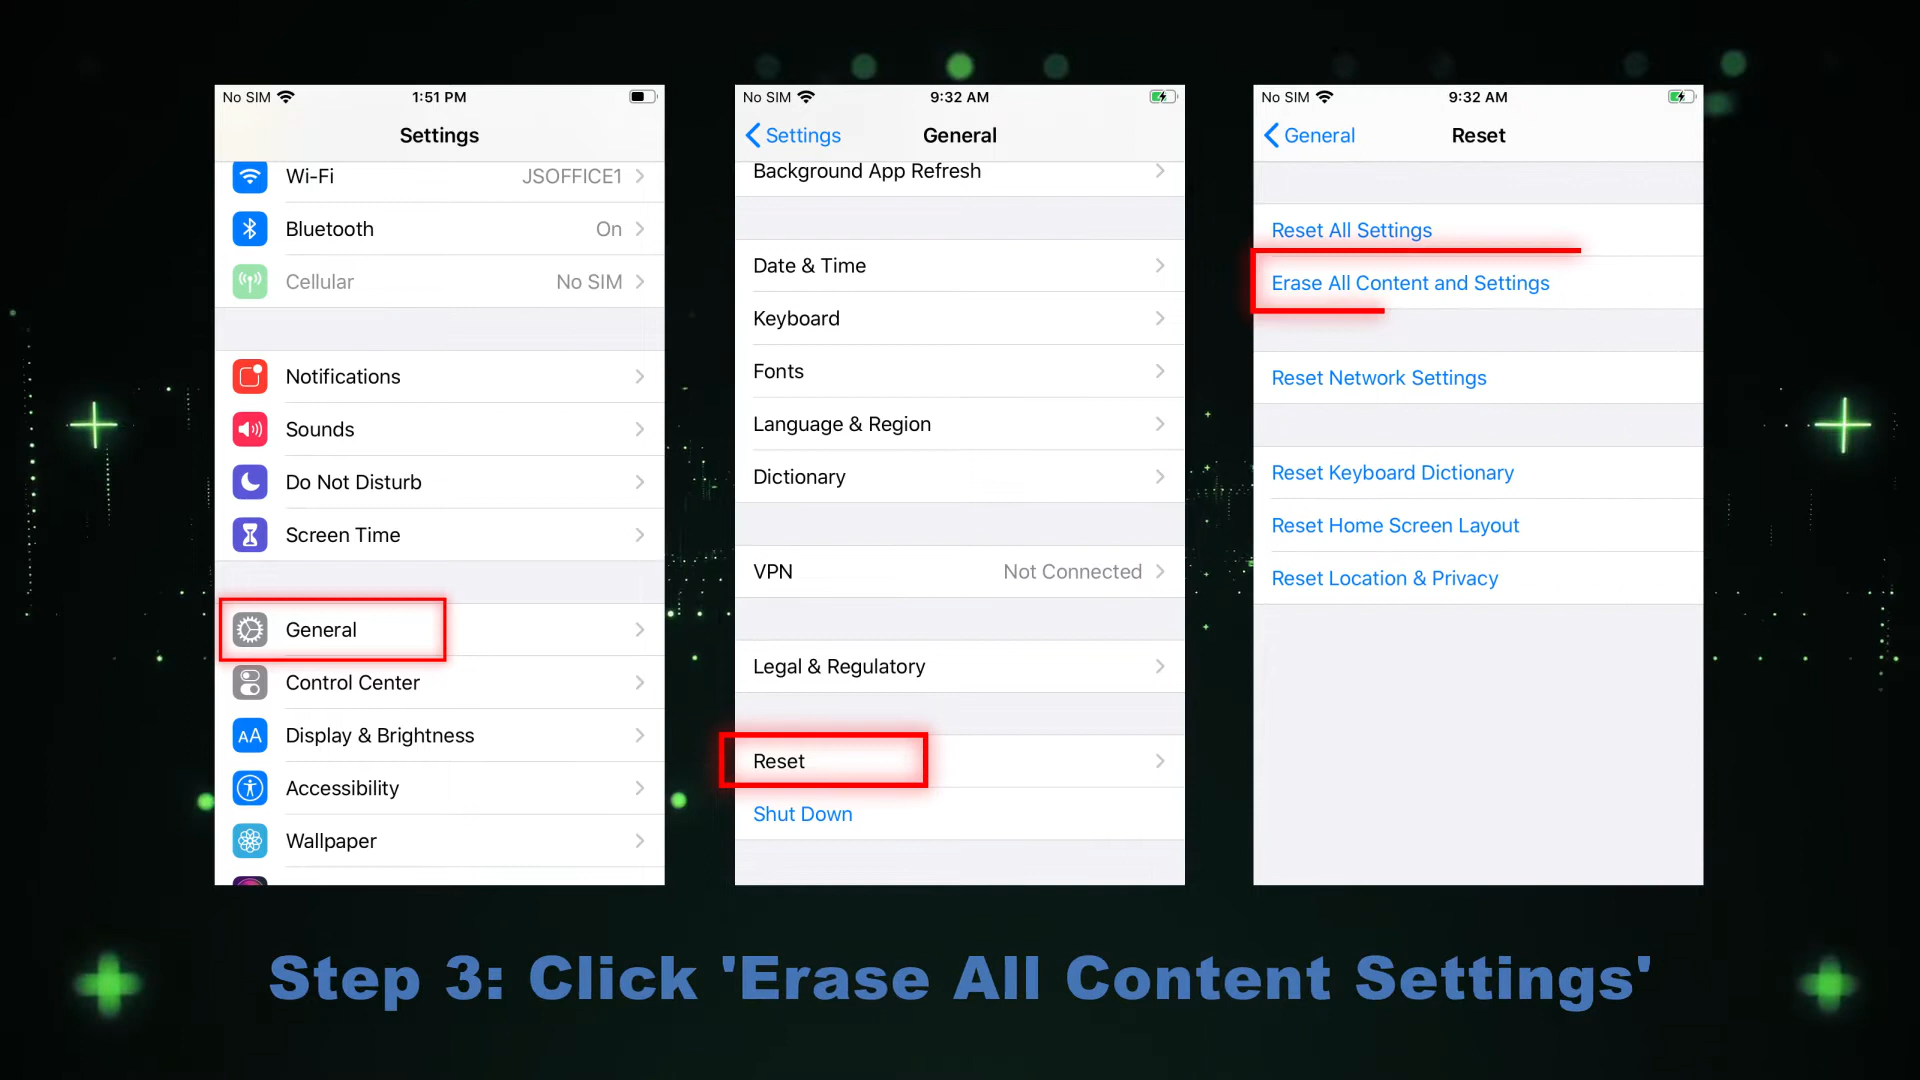 No SIM 1:51 PM
Settings
Wi-Fi JSOFFICE1
Bluetooth On
Cellular No SIM
Notifications
Sounds
Do Not Disturb
Screen Time
General
Control Center
AA Display & Brightness
Accessibility
Wallpaper
No SIM 9:32 AM
Settings General
Background App Refresh
Date & Time
Keyboard
Fonts
Language & Region
Dictionary
VPN Not Connected
Legal & Regulatory
Reset
Shut Down
No SIM 9:32 AM
General Reset
Reset All Settings
Erase All Content and Settings
Reset Network Settings
Reset Keyboard Dictionary
Reset Home Screen Layout
Reset Location & Privacy
Step 3: Click 'Erase All Content Settings'